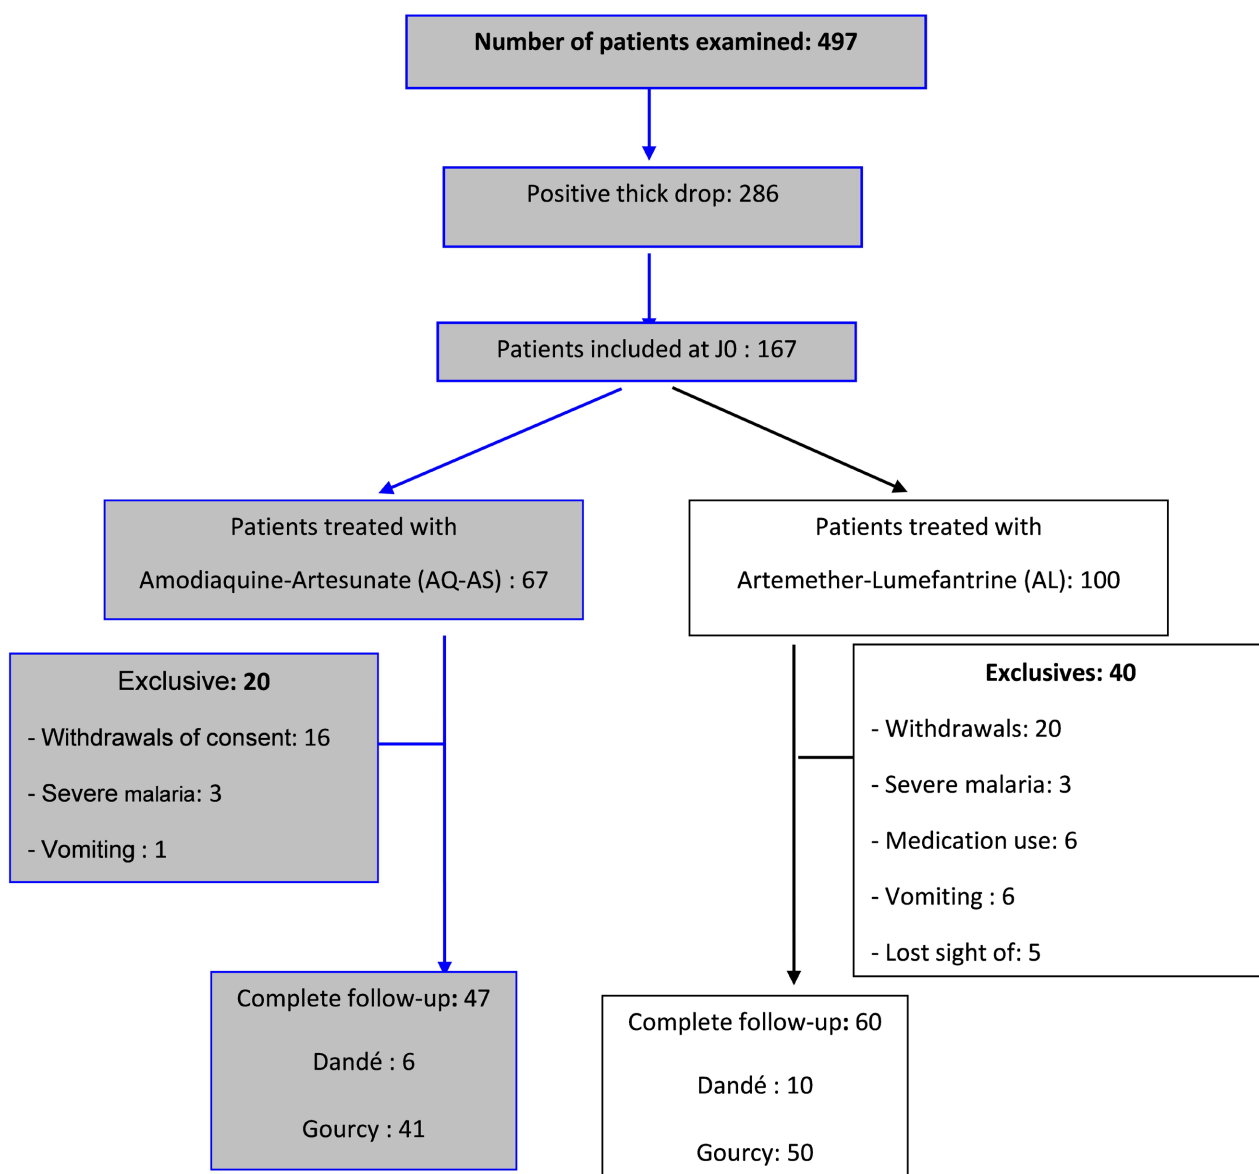 Number of patients examined: 497
Positive thick drop: 286
Patients included at J0 : 167
Patients treated with
Amodiaquine-Artesunate (AQ-AS) : 67
Patients treated with
Artemether-Lumefantrine (AL): 100
Exclusive: 20
- Withdrawals of consent: 16
- Severe malaria: 3
- Vomiting : 1
Exclusives: 40
- Withdrawals: 20
- Severe malaria: 3
- Medication use: 6
- Vomiting : 6
- Lost sight of: 5
Complete follow-up: 47
Dandé : 6
Gourcy : 41
Complete follow-up: 60
Dandé : 10
Gourcy: 50